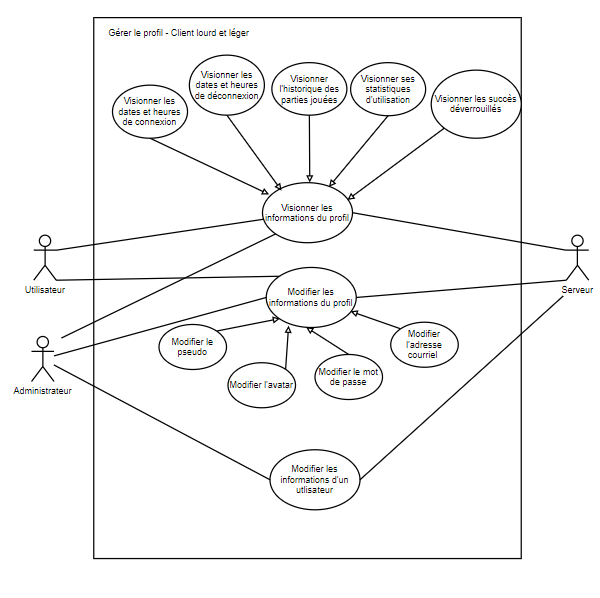 Gérer le profil - Client lourd et léger
Visionner les
dates et heures
de connexion
Visionner les
dates et heures
de déconnexion
Visionner
l'historique des
parties jouées
Visionner ses
statistiques
d'utilisation
Visionner les succès
déverrouillés
Visionner les
informations du profil
Utilisateur
Serveur
Modifier les
informations du profil
Administrateur
Modifier le
pseudo
Modifier l'avatar
Modifier le mot
de passe
Modifier
l'adresse
courriel
Modifier les
informations d'un
utlisateur